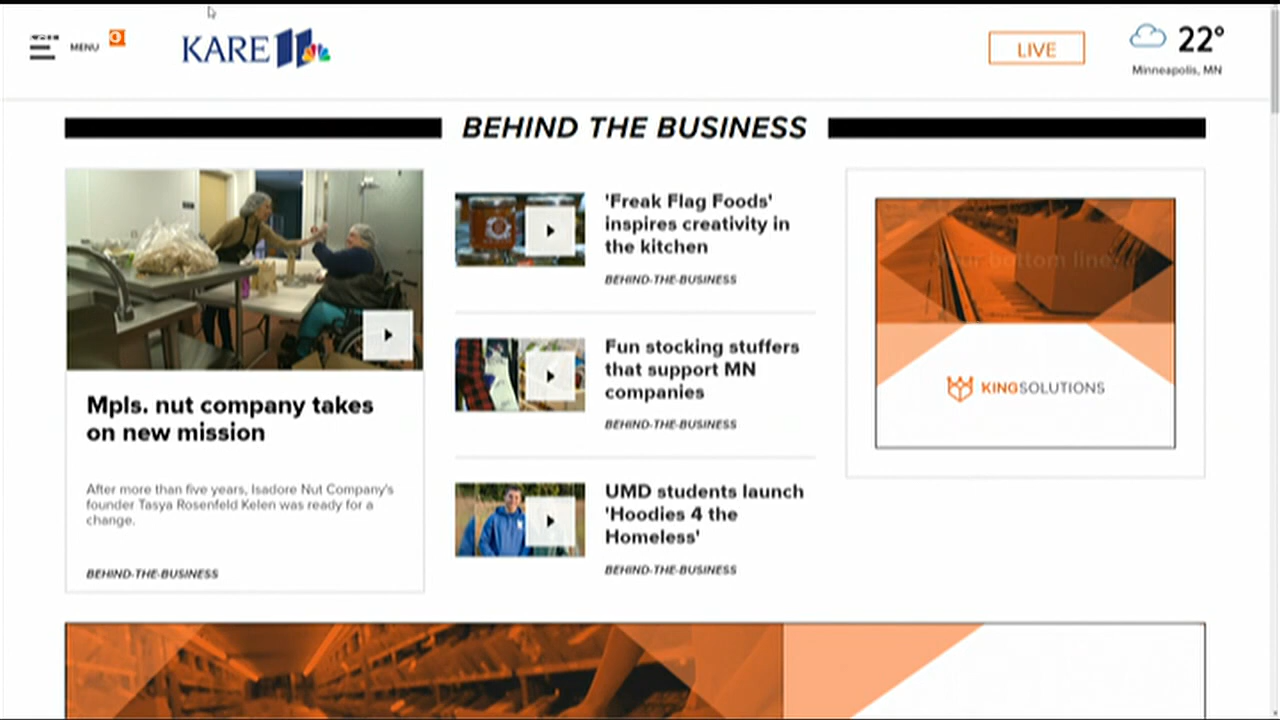 MENU
KARE 11
LIVE
22°
Minneapolis, MN
BEHIND THE BUSINESS
Mpls. nut company takes
on new mission
After more than five years, Isadore Nut Company's
founder Tasya Rosenfeld Kelen was ready for a
change.
BEHIND-THE-BUSINESS
'Freak Flag Foods'
inspires creativity in
the kitchen
BEHIND-THE-BUSINESS
Fun stocking stuffers
that support MN
companies
BEHIND-THE-BUSINESS
UMD students launch
'Hoodies 4 the
Homeless'
BEHIND-THE-BUSINESS
bottom line
KINGSOLUTIONS